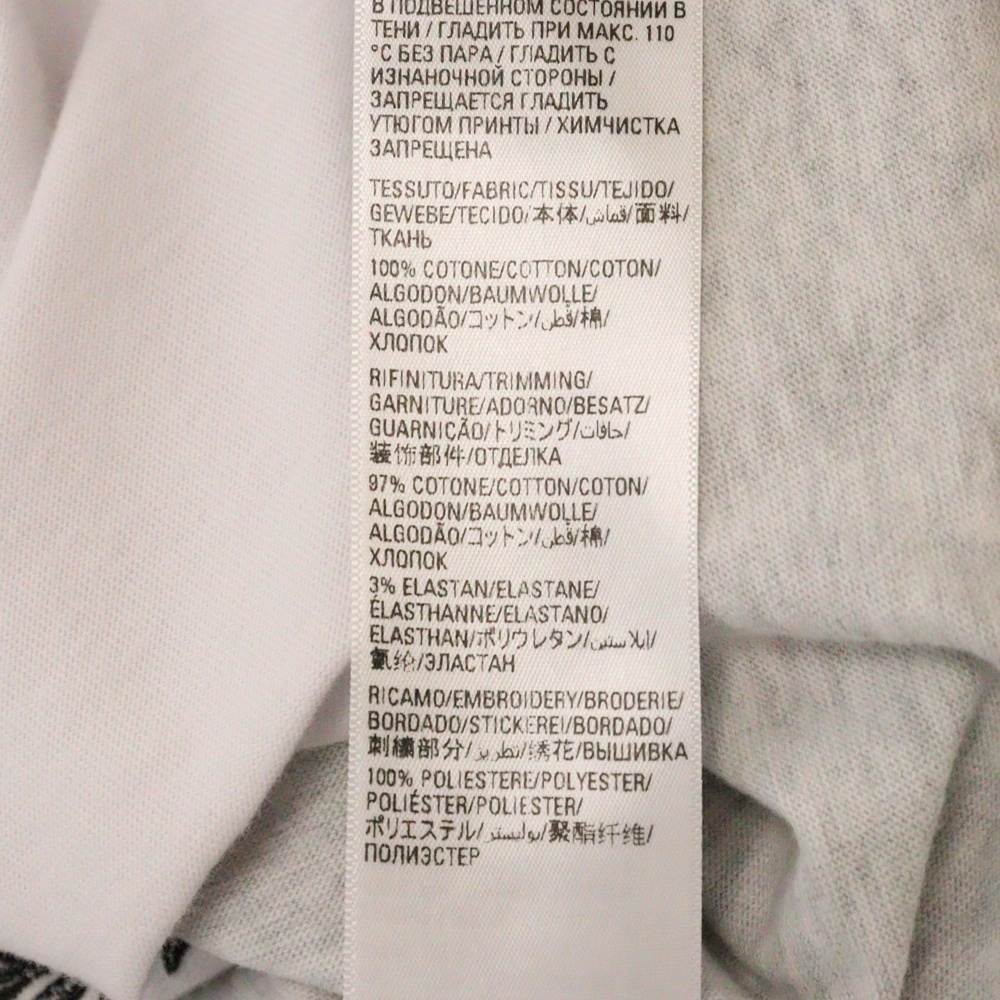 В ПОДВЕШЕННОМ СОСТОЯНИИ В
ТЕНИ / ГЛАДИТЬ ПРИ МАКС. 110
°C БЕЗ ПАРА / ГЛАДИТЬ С
ИЗНАНОЧНОЙ СТОРОНЫ /
ЗАПРЕЩАЕТСЯ ГЛАДИТЬ
УТЮГОМ ПРИНТЫ / ХИМЧИСТКА
ЗАПРЕЩЕНА
TESSUTO/FABRIC/TISSU/TEJIDO/
GEWEBE/TECIDO/本体/قماش/面料/
ТКАНЬ
100% COTONE/COTTON/COTON/
ALGODON/BAUMWOLLE/
ALGODÃO/コットン/قطن/棉/
ХЛОПОК
RIFINITURA/TRIMMING/
GARNITURE/ADORNO/BESATZ/
GUARNIÇÃO/トリミング/حافات/
装饰部件/ОТДЕЛКА
97% COTONE/COTTON/COTON/
ALGODON/BAUMWOLLE/
ALGODÃO/コットン/قطن/棉/
ХЛОПОК
3% ELASTAN/ELASTANE/
ÉLASTHANNE/ELASTANO/
ELASTHAN/ポリウレタン/ايلاستين/
氨纶/ЭЛАСТАН
RICAMO/EMBROIDERY/BRODERIE/
BORDADO/STICKEREI/BORDADO/
刺繍部分/تطريز/绣花/ВЫШИВКА
100% POLIESTERE/POLYESTER/
POLIÉSTER/POLIESTER/
ポリエステル/بوليستر/聚酯纤维/
ПОЛИЭСТЕР